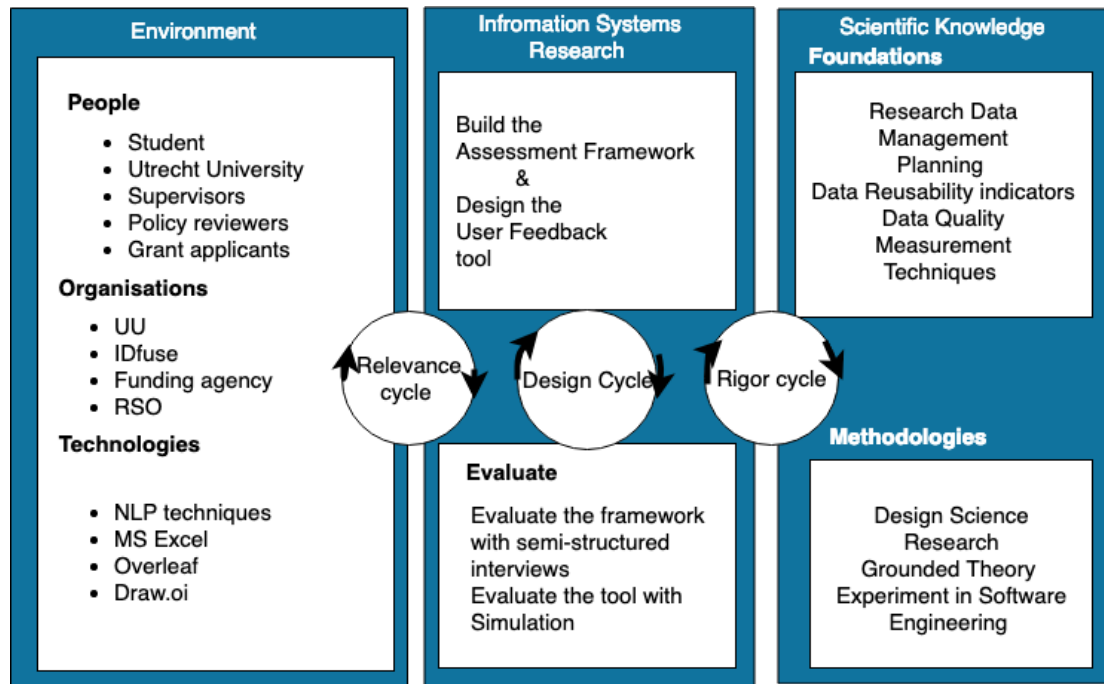 Environment
People
• Student
• Utrecht University
• Supervisors
• Policy reviewers
• Grant applicants
Organisations
• UU
• IDfuse
• Funding agency
• RSO
Technologies
• NLP techniques
• MS Excel
• Overleaf
• Draw.oi
Relevance
cycle
Infromation Systems
Research
Build the
Assessment Framework
&
Design the
User Feedback
tool
Design Cycle
Evaluate
Evaluate the framework
with semi-structured
interviews
Evaluate the tool with
Simulation
Rigor cycle
Scientific Knowledge
Foundations
Research Data
Management
Planning
Data Reusability indicators
Data Quality
Measurement
Techniques
Methodologies
Design Science
Research
Grounded Theory
Experiment in Software
Engineering